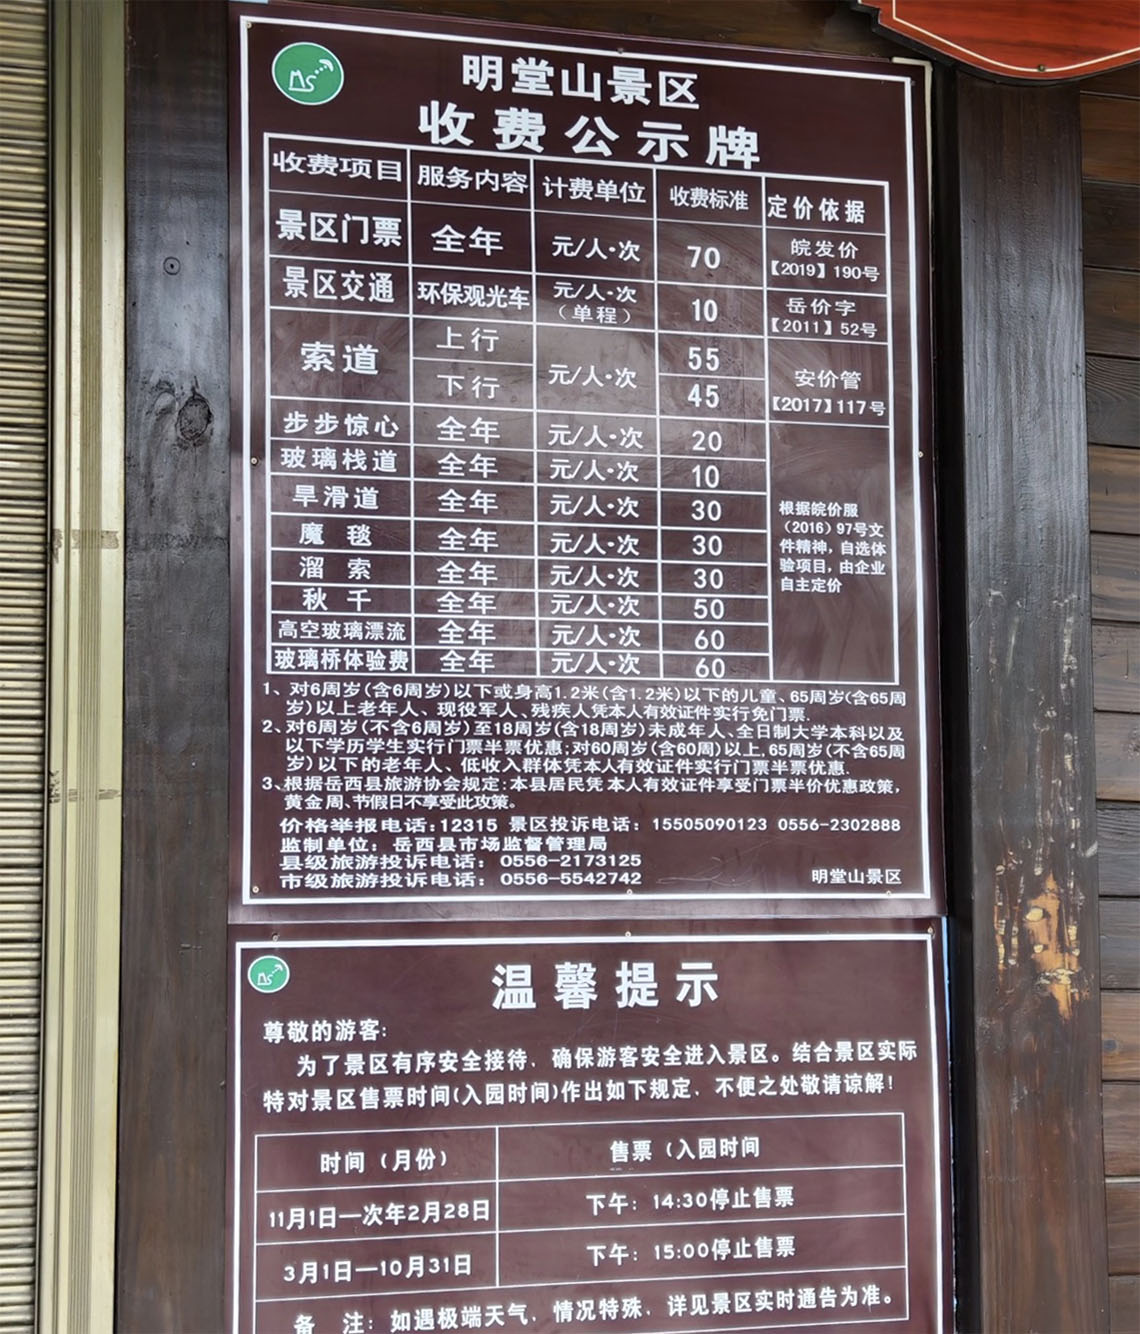 明堂山景区
收费公示牌
收费项目 服务内容 计费单位 收费标准 定价依据
景区门票 全年 元/人·次 70 皖发价
【2019】190号
景区交通 环保观光车 元/人·次
(单程) 10 岳价字
【2011】52号
索道 上行 元/人·次 55 安价管
【2017】117号
下行 45
步步惊心 全年 元/人·次 20
玻璃栈道 全年 元/人·次 10
旱滑道 全年 元/人·次 30
魔毯 全年 元/人·次 30
溜索 全年 元/人·次 30
秋千 全年 元/人·次 50
高空玻璃漂流 全年 元/人·次 60
玻璃桥体验费 全年 元/人·次 60
根据皖价服
(2016)97号文
件精神,自选体
验项目,由企业
自主定价
1、对6周岁(含6周岁)以下或身高1.2米(含1.2米)以下的儿童、65周岁(含65周
岁)以上老年人、现役军人、残疾人凭本人有效证件实行免门票.
2、对6周岁(不含6周岁)至18周岁(含18周岁)未成年人、全日制大学本科以及
以下学历学生实行门票半票优惠;对60周岁(含60周)以上,65周岁(不含65周
岁)以下的老年人、低收入群体凭本人有效证件实行门票半票优惠.
3、根据岳西县旅游协会规定:本县居民凭本人有效证件享受门票半价优惠政策,
黄金周、节假日不享受此攻策。
价格举报电话:12315 景区投诉电话: 15505090123 0556-2302888
监制单位: 岳西县市场监督管理局
县级旅游投诉电话: 0556-2173125
市级旅游投诉电话: 0556-5542742 明堂山景区
温馨提示
尊敬的游客:
为了景区有序安全接待、确保游客安全进入景区。结合景区实际
特对景区售票时间(入园时间)作出如下规定、不便之处敬请谅解!
时间(月份) 售票(入园时间
11月1日—次年2月28日 下午: 14:30停止售票
3月1日—10月31日 下午: 15:00停止售票
备 注: 如遇极端天气、情况特殊、详见景区实时通告为准。